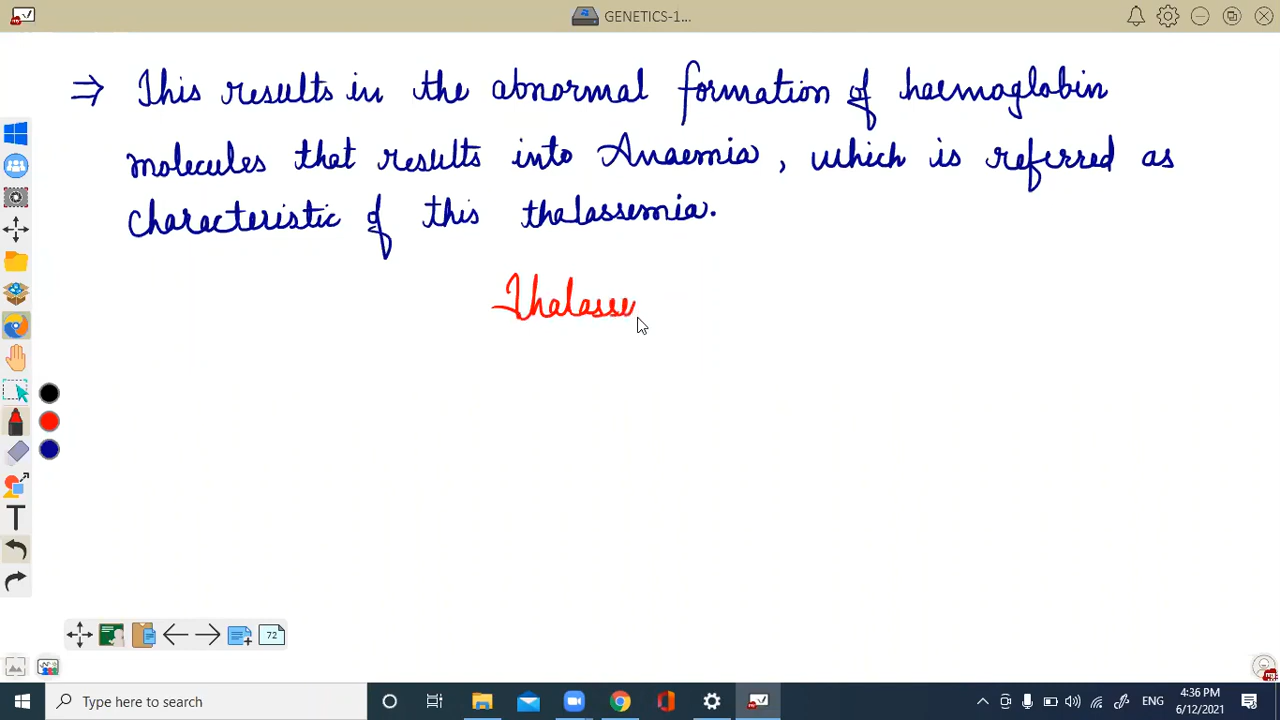 GENETICS-1...
⇒ This results in the abnormal formation of haemoglobin
molecules that results into Anaemia, which is referred as
characteristic of this thalassemia.
Thalasse
T
72
Type here to search
ENG
4:36 PM
6/12/2021